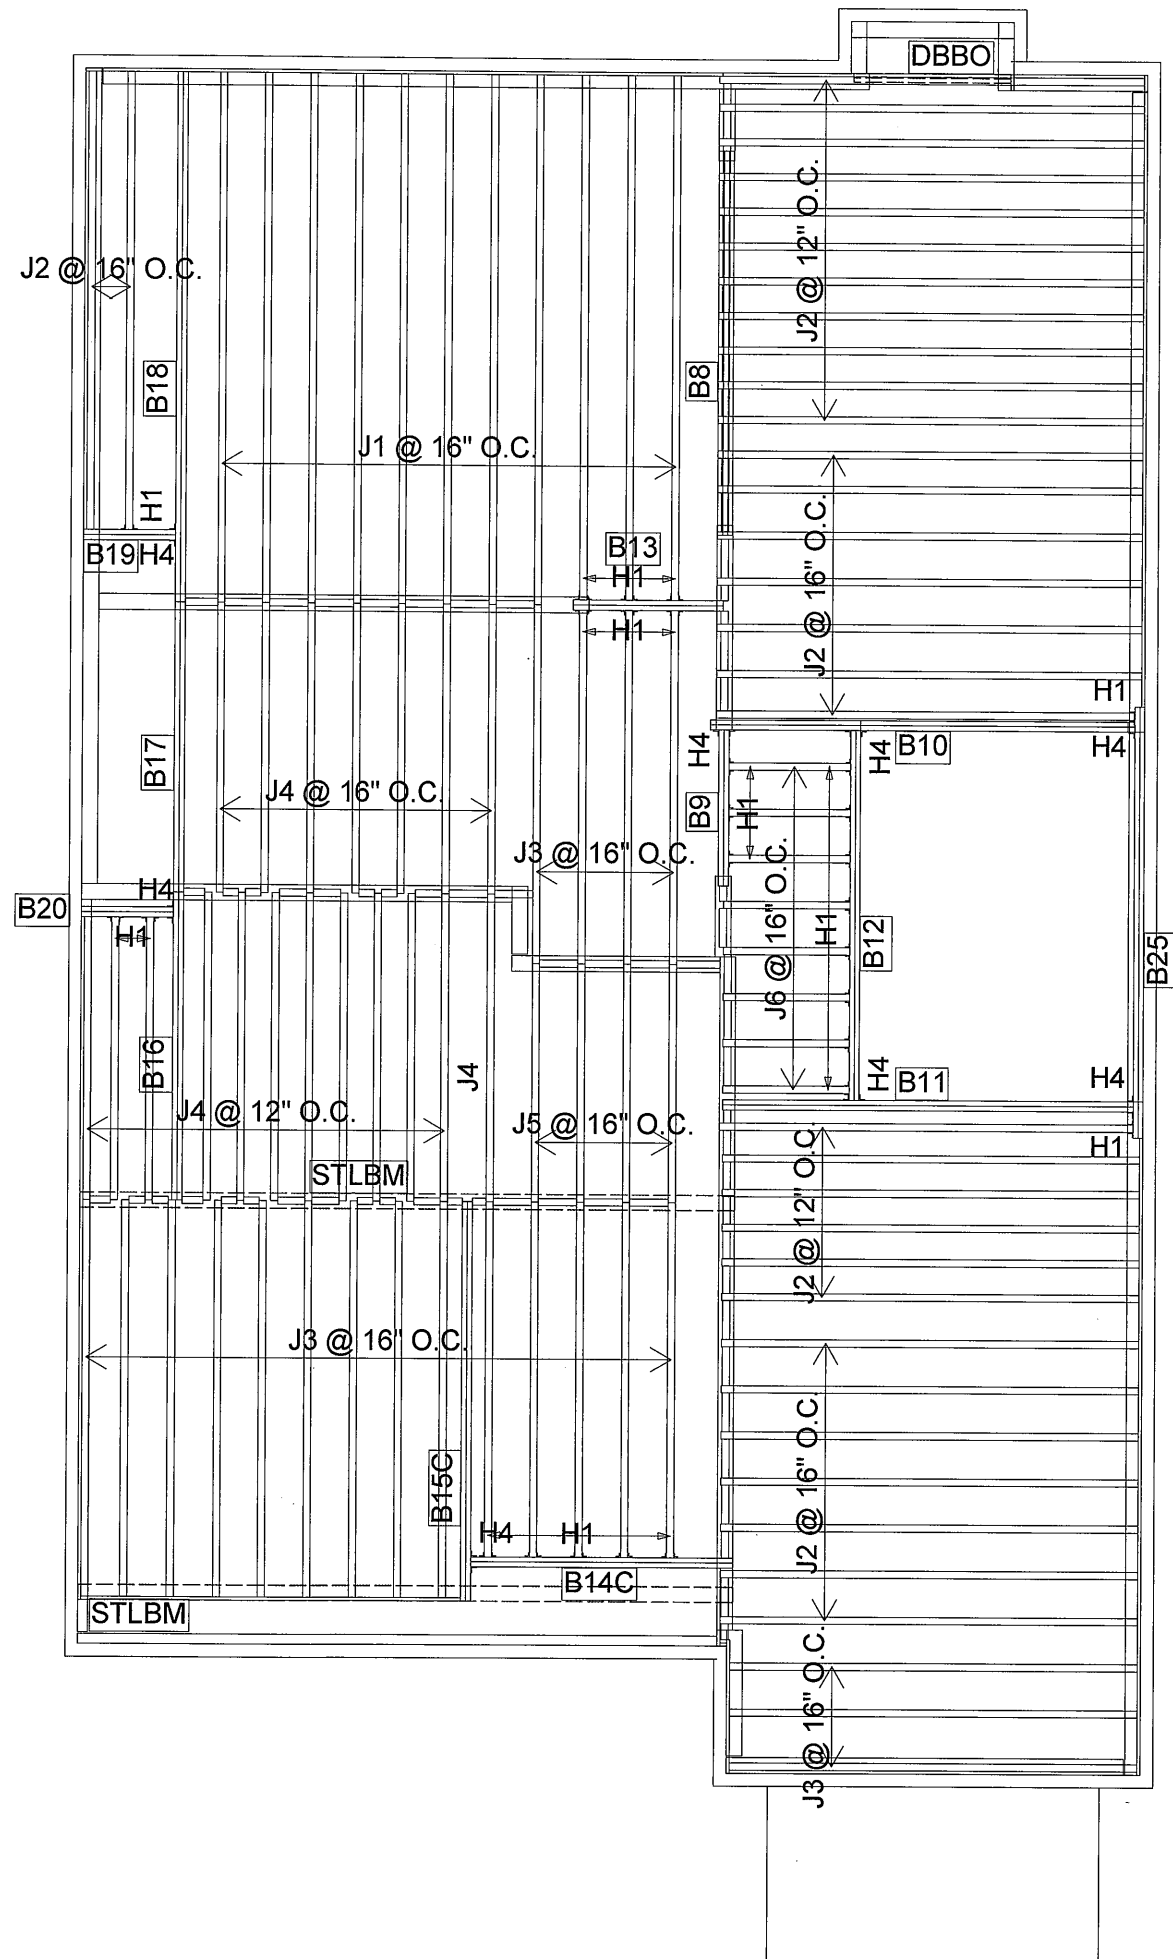 DBBO
J2 @ 12" O.C.
J2 @ 16" O.C.
B18
B8
J1 @ 16" O.C.
H1
B19 H4
B13
H1
H1
J2 @ 16" O.C.
H1
B10
H4
H4
H4
B17
B9
H1
J4 @ 16" O.C.
J3 @ 16" O.C.
J6 @ 16" O.C.
H1
B12
B25
H4
B20
H1
B16
J4
H4
B11
H4
J4 @ 12" O.C.
J5 @ 16" O.C.
H1
STLBM
J2 @ 12" O.C.
J3 @ 16" O.C.
B15C
J2 @ 16" O.C.
H4
H1
B14C
STLBM
J3 @ 16" O.C.